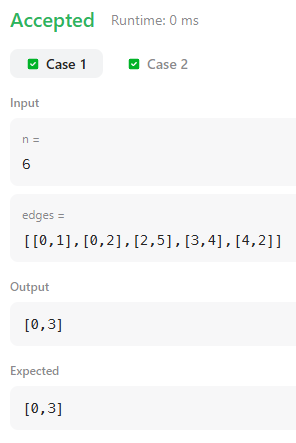 Accepted Runtime: 0 ms
Case 1 Case 2
Input
n =
6
edges =
[[0,1],[0,2],[2,5],[3,4],[4,2]]
Output
[0,3]
Expected
[0,3]